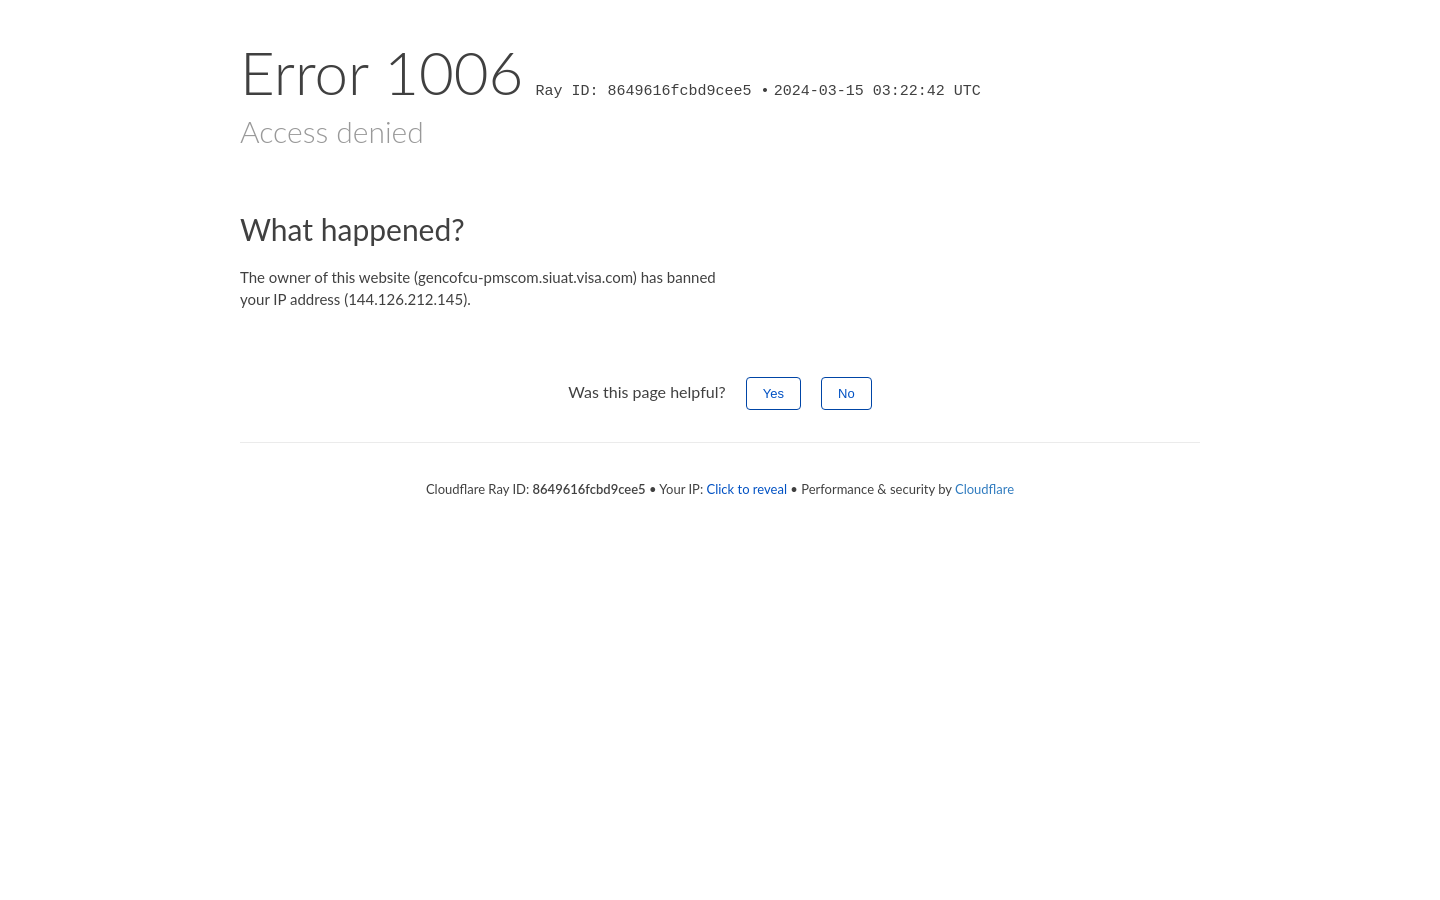 Error 1006 Ray ID: 8649616fcbd9cee5 • 2024-03-15 03:22:42 UTC
Access denied
What happened?
The owner of this website (gencofcu-pmscom.siuat.visa.com) has banned
your IP address (144.126.212.145).
Was this page helpful? Yes No
Cloudflare Ray ID: 8649616fcbd9cee5 • Your IP: Click to reveal • Performance & security by Cloudflare